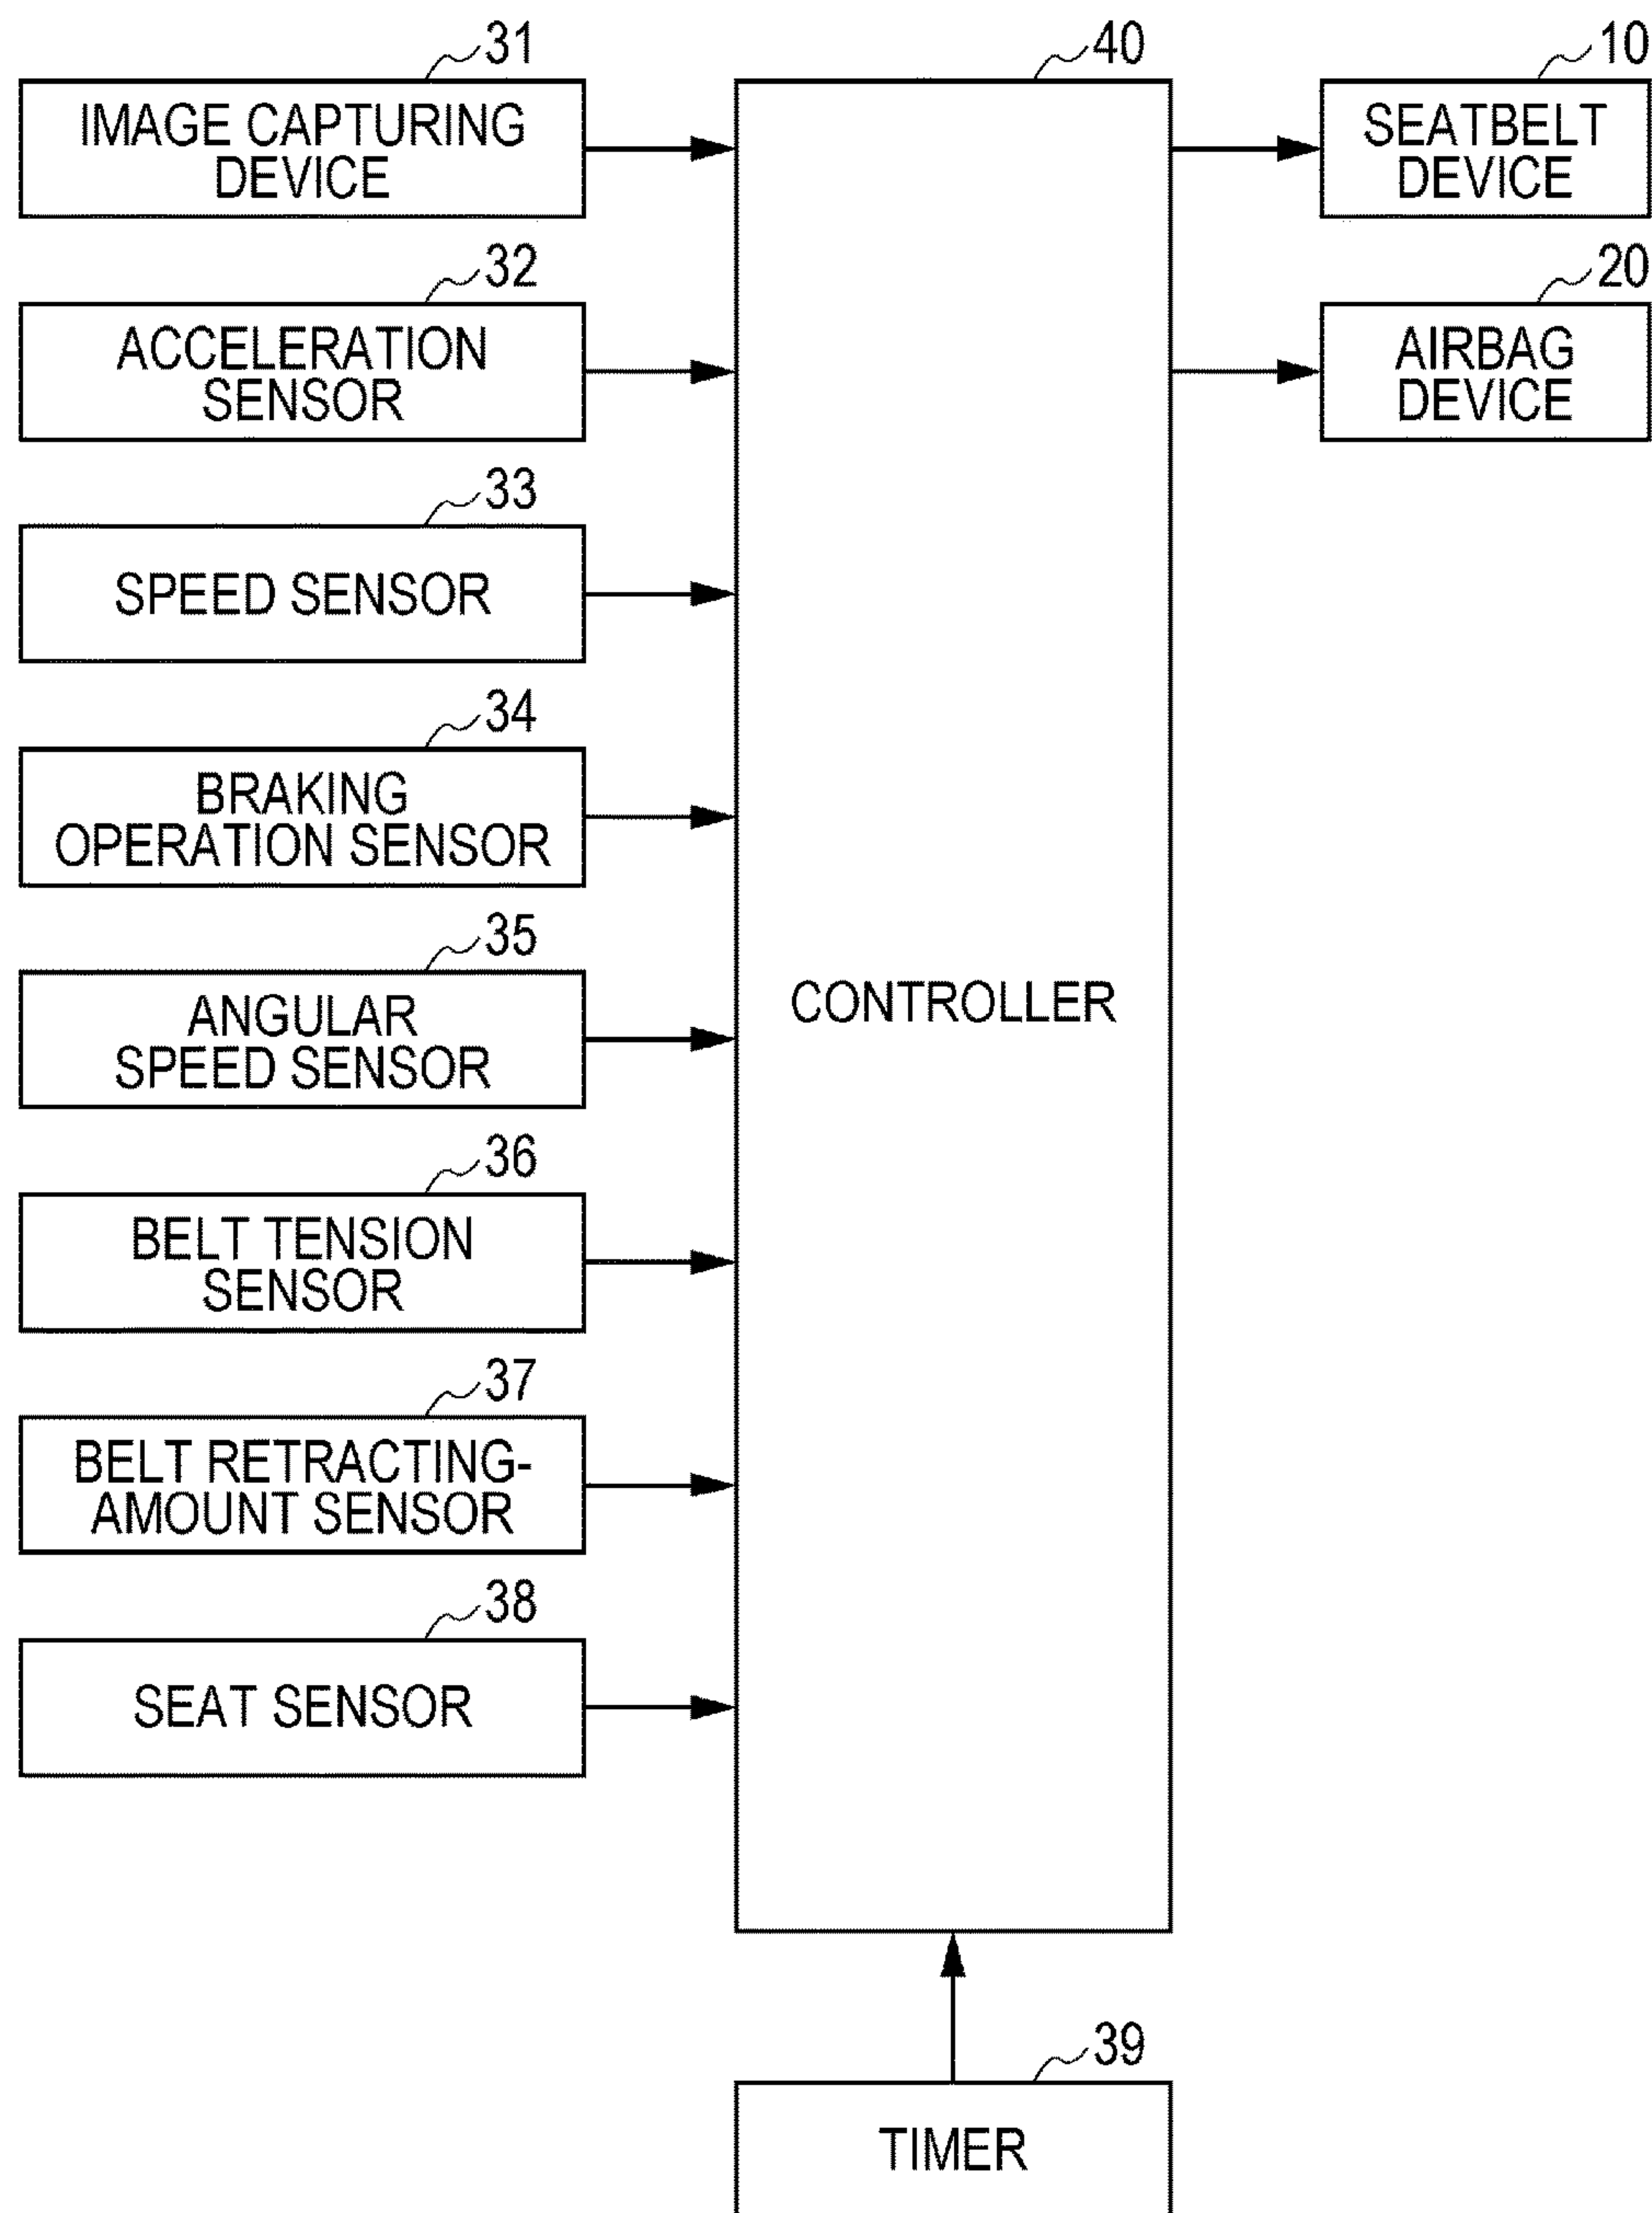 31
IMAGE CAPTURING
DEVICE
32
ACCELERATION
SENSOR
33
SPEED SENSOR
34
BRAKING
OPERATION SENSOR
35
ANGULAR
SPEED SENSOR
36
BELT TENSION
SENSOR
37
BELT RETRACTING-
AMOUNT SENSOR
38
SEAT SENSOR
40
CONTROLLER
10
SEATBELT
DEVICE
20
AIRBAG
DEVICE
39
TIMER